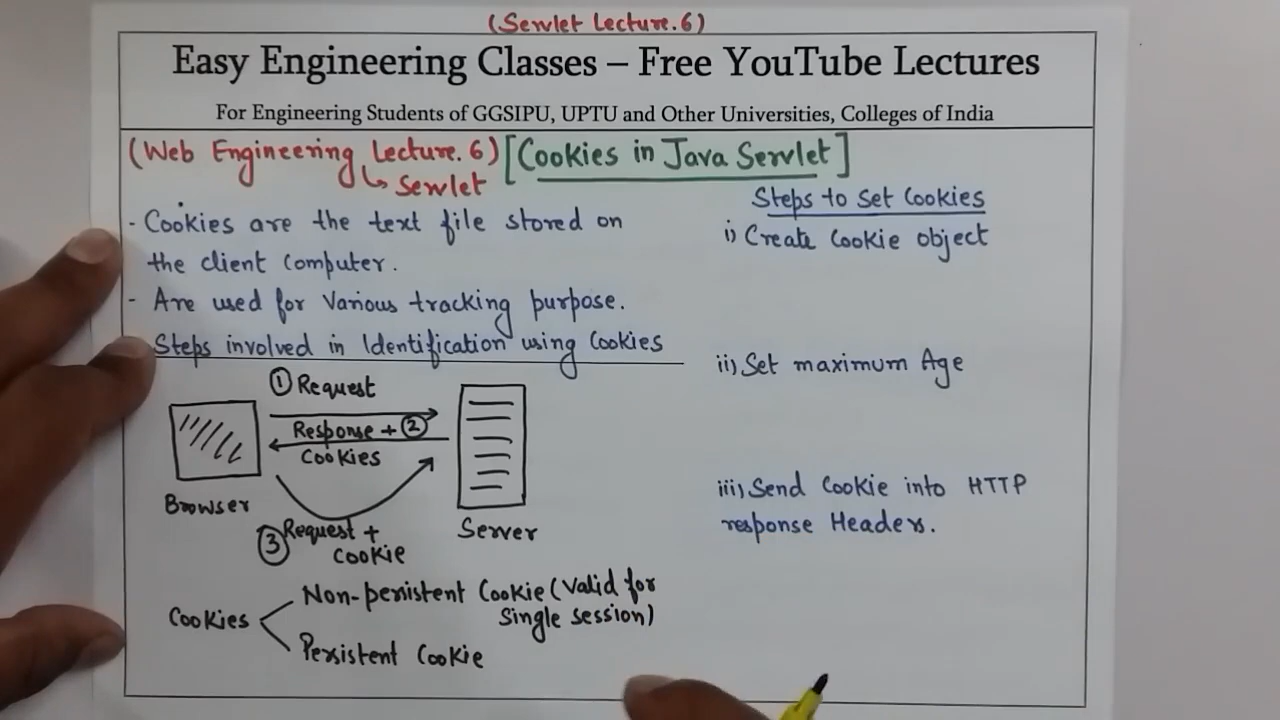 (Servlet Lecture.6)
Easy Engineering Classes – Free YouTube Lectures
For Engineering Students of GGSIPU, UPTU and Other Universities, Colleges of India
(Web Engineering Lecture.6) [Cookies in Java Servlet]
↳ Servlet
- Cookies are the text file stored on
the client computer.
- Are used for various tracking purpose.
Steps involved in Identification using Cookies
① Request
Response + ②
Cookies
Browser
Server
③ Request +
Cookie
Cookies
Non-persistent Cookie (Valid for
Single session)
Persistent Cookie
Steps to set Cookies
i) Create Cookie object
ii) Set maximum Age
iii) Send Cookie into HTTP
response Headers.